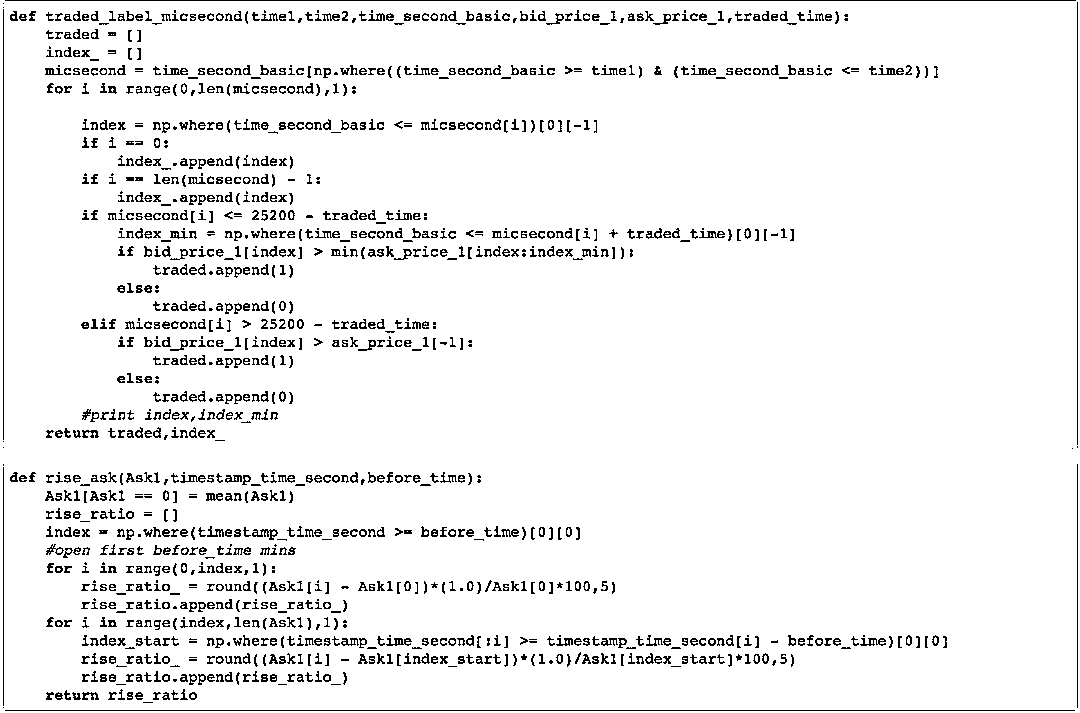 def traded_label_micsecond(time1,time2,time_second_basic,bid_price_1,ask_price_1,traded_time):
    traded = []
    index_ = []
    micsecond = time_second_basic[np.where((time_second_basic >= time1) & (time_second_basic <= time2))]
    for i in range(0,len(micsecond),1):
        index = np.where(time_second_basic <= micsecond[i])[0][-1]
        if i == 0:
            index_.append(index)
        if i == len(micsecond) - 1:
            index_.append(index)
        if micsecond[i] <= 25200 - traded_time:
            index_min = np.where(time_second_basic <= micsecond[i] + traded_time)[0][-1]
            if bid_price_1[index] > min(ask_price_1[index:index_min]):
                traded.append(1)
            else:
                traded.append(0)
        elif micsecond[i] > 25200 - traded_time:
            if bid_price_1[index] > ask_price_1[-1]:
                traded.append(1)
            else:
                traded.append(0)
        #print index,index_min
    return traded,index_
def rise_ask(Ask1,timestamp_time_second,before_time):
    Ask1[Ask1 == 0] = mean(Ask1)
    rise_ratio = []
    index = np.where(timestamp_time_second >= before_time)[0][0]
    #open first before_time mins
    for i in range(0,index,1):
        rise_ratio_ = round((Ask1[i] - Ask1[0])*(1.0)/Ask1[0]*100,5)
        rise_ratio.append(rise_ratio_)
    for i in range(index,len(Ask1),1):
        index_start = np.where(timestamp_time_second[:i] >= timestamp_time_second[i] - before_time)[0][0]
        rise_ratio_ = round((Ask1[i] - Ask1[index_start])*(1.0)/Ask1[index_start]*100,5)
        rise_ratio.append(rise_ratio_)
    return rise_ratio